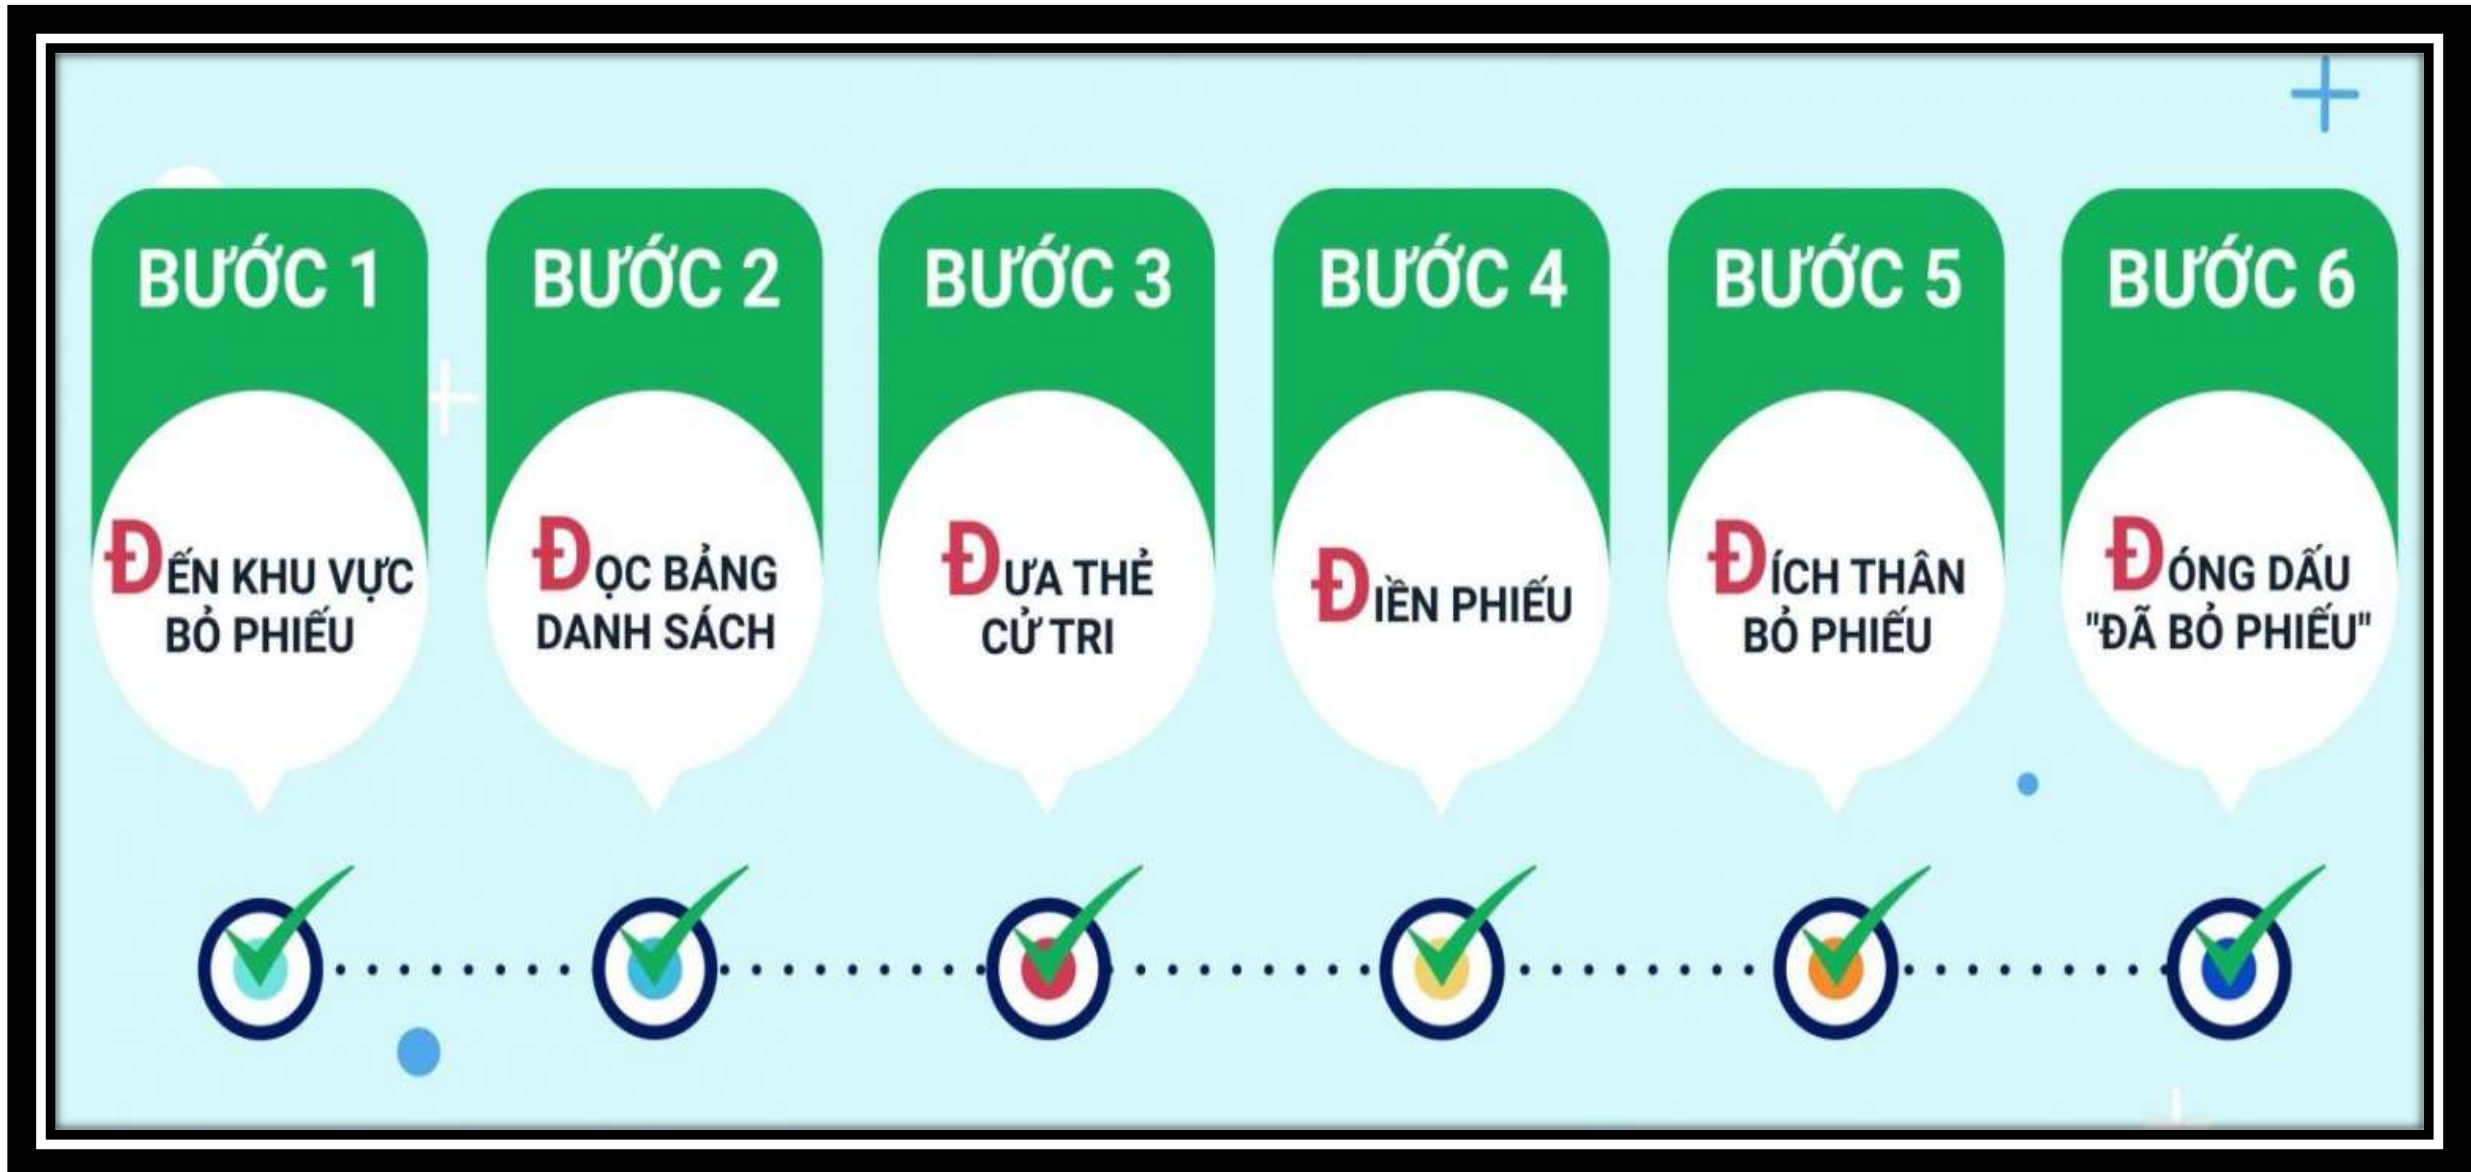 BƯỚC 1
ĐẾN KHU VỰC
BỎ PHIẾU
BƯỚC 2
ĐỌC BẢNG
DANH SÁCH
BƯỚC 3
ĐƯA THẺ
CỬ TRI
BƯỚC 4
ĐIỀN PHIẾU
BƯỚC 5
ĐÍCH THÂN
BỎ PHIẾU
BƯỚC 6
ĐÓNG DẤU
"ĐÃ BỎ PHIẾU"